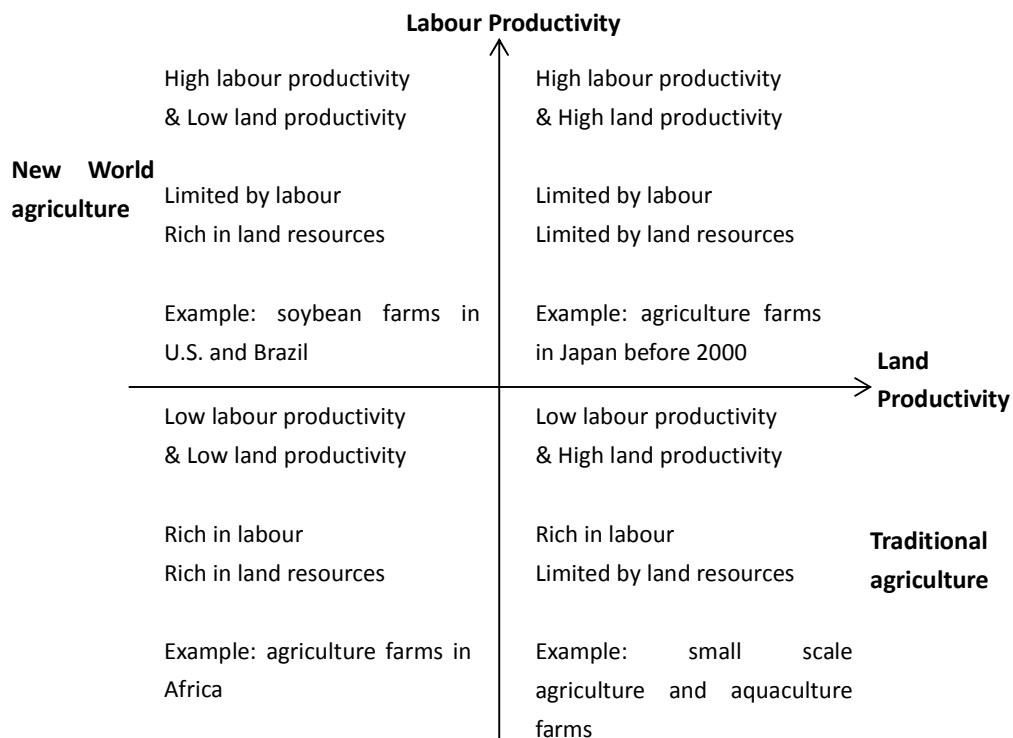 Labour Productivity
High labour productivity
& Low land productivity
High labour productivity
& High land productivity
New World
agriculture
Limited by labour
Rich in land resources
Limited by labour
Limited by land resources
Example: soybean farms in
U.S. and Brazil
Example: agriculture farms
in Japan before 2000
Land
Productivity
Low labour productivity
& Low land productivity
Low labour productivity
& High land productivity
Rich in labour
Rich in land resources
Rich in labour
Limited by land resources
Traditional
agriculture
Example: agriculture farms in
Africa
Example: small scale
agriculture and aquaculture
farms